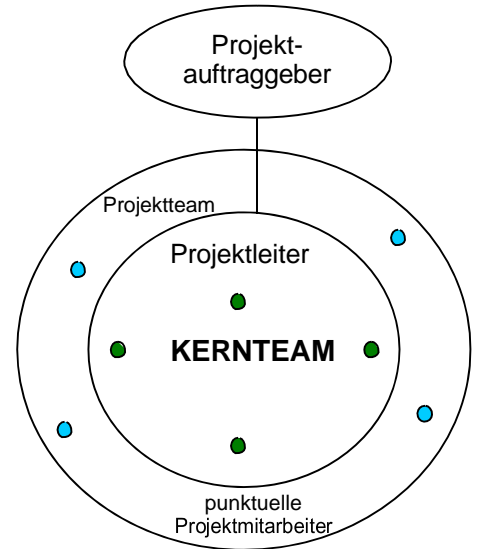 Projekt-
auftraggeber
Projektteam
Projektleiter
KERNTEAM
punktuelle
Projektmitarbeiter